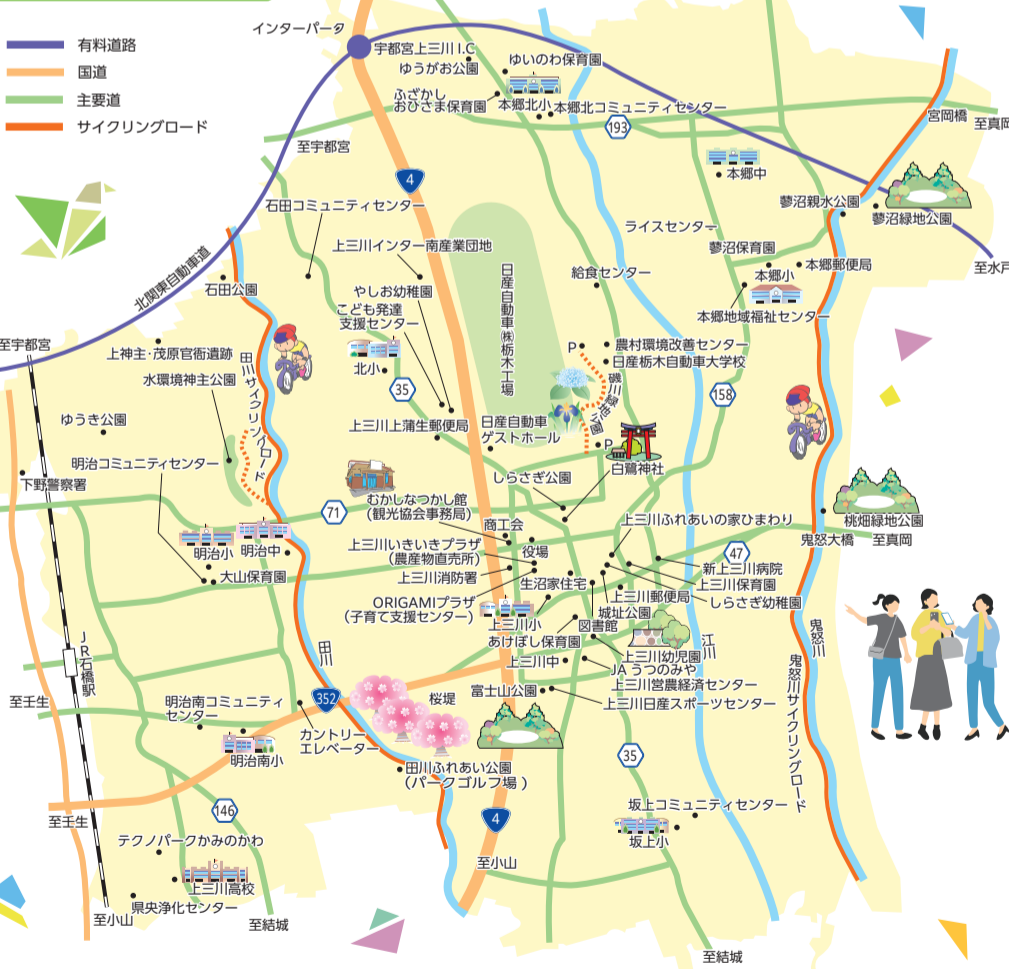 有料道路
国道
主要道
サイクリングロード
インターパーク
宇都宮上三川I.C
ゆうがお公園
ゆいのわ保育園
ふざかし
おひさま保育園
本郷北小
本郷北コミュニティセンター
193
宮岡橋
至真岡
至宇都宮
4
本郷中
石田コミュニティセンター
蓼沼親水公園
蓼沼緑地公園
ライスセンター
上三川インター南産業団地
蓼沼保育園
本郷郵便局
至水戸
北関東自動車道
日産自動車㈱栃木工場
給食センター
本郷小
石田公園
やしお幼稚園
こども発達
支援センター
本郷地域福祉センター
至宇都宮
上神主・茂原官衙遺跡
P
農村環境改善センター
日産栃木自動車大学校
北小
水環境神主公園
田川サイクリングロード
35
磯川緑地公園
158
ゆうき公園
上三川上蒲生郵便局
日産自動車
ゲストホール
P
明治コミュニティセンター
白鷺神社
下野警察署
しらさぎ公園
むかしなつかし館
(観光協会事務局)
71
商工会
上三川ふれあいの家ひまわり
桃畑緑地公園
鬼怒大橋
至真岡
明治小
明治中
上三川いきいきプラザ
(農産物直売所)
役場
47
新上三川病院
大山保育園
上三川消防署
生沼家住宅
上三川保育園
上三川郵便局
しらさぎ幼稚園
ORIGAMIプラザ
(子育て支援センター)
城址公園
上三川小
図書館
あけぼし保育園
JR石橋駅
田川
江川
鬼怒川
鬼怒川サイクリングロード
上三川幼児園
上三川中
JAうつのみや
上三川営農経済センター
至壬生
352
桜堤
富士山公園
上三川日産スポーツセンター
明治南コミュニティ
センター
カントリー
エレベーター
明治南小
田川ふれあい公園
(パークゴルフ場)
35
146
至壬生
4
坂上コミュニティセンター
テクノパークかみのかわ
坂上小
至小山
上三川高校
県央浄化センター
至小山
至結城
至結城